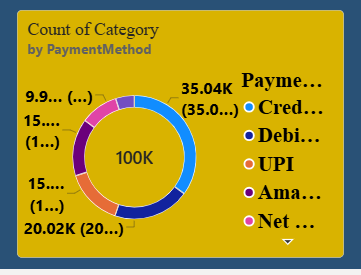 Count of Category
by PaymentMethod
35.04K
(35.0...)
9.9... (...)
15....
(1...)
15....
(1...)
20.02K (20...)
100K
Payme...
Cred...
Debi...
UPI
Ama...
Net ...